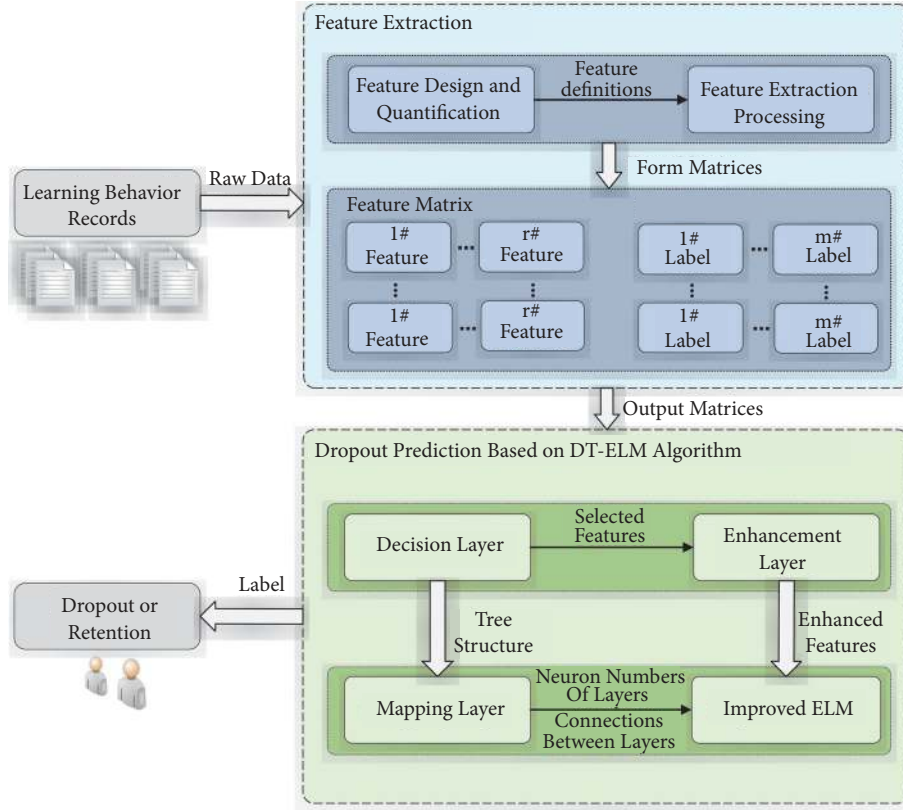 Feature Extraction
Feature Design and
Quantification
Feature
definitions
Feature Extraction
Processing
Form Matrices
Learning Behavior
Records
Raw Data
Feature Matrix
1#
Feature
...
r#
Feature
1#
Label
...
m#
Label
...
...
...
...
1#
Feature
...
r#
Feature
1#
Label
...
m#
Label
Output Matrices
Dropout Prediction Based on DT-ELM Algorithm
Decision Layer
Selected
Features
Enhancement
Layer
Label
Dropout or
Retention
Tree
Structure
Enhanced
Features
Mapping Layer
Neuron Numbers
Of Layers
Connections
Between Layers
Improved ELM